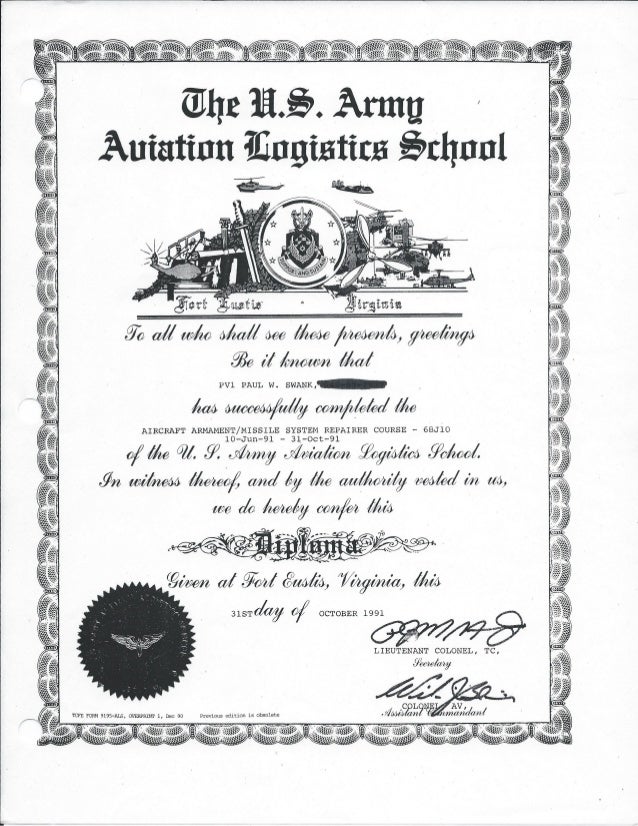 The U.S. Army
Aviation Logistics School
Fort Eustis Virginia
To all who shall see these presents, greetings
Be it known that
PV1 PAUL W. SWANK,
has successfully completed the
AIRCRAFT ARMAMENT/MISSILE SYSTEM REPAIRER COURSE - 68J10
10-Jun-91 - 31-Oct-91
of the U. S. Army Aviation Logistics School.
In witness thereof, and by the authority vested in us,
we do hereby confer this
Diploma
Given at Fort Eustis, Virginia, this
31ST day of OCTOBER 1991
LIEUTENANT COLONEL, TC,
Secretary
COLONEL, AV,
Assistant Commandant
TUFE FORM 9195-ALS, OVERPRINT 1, Dec 90 Previous edition is obsolete